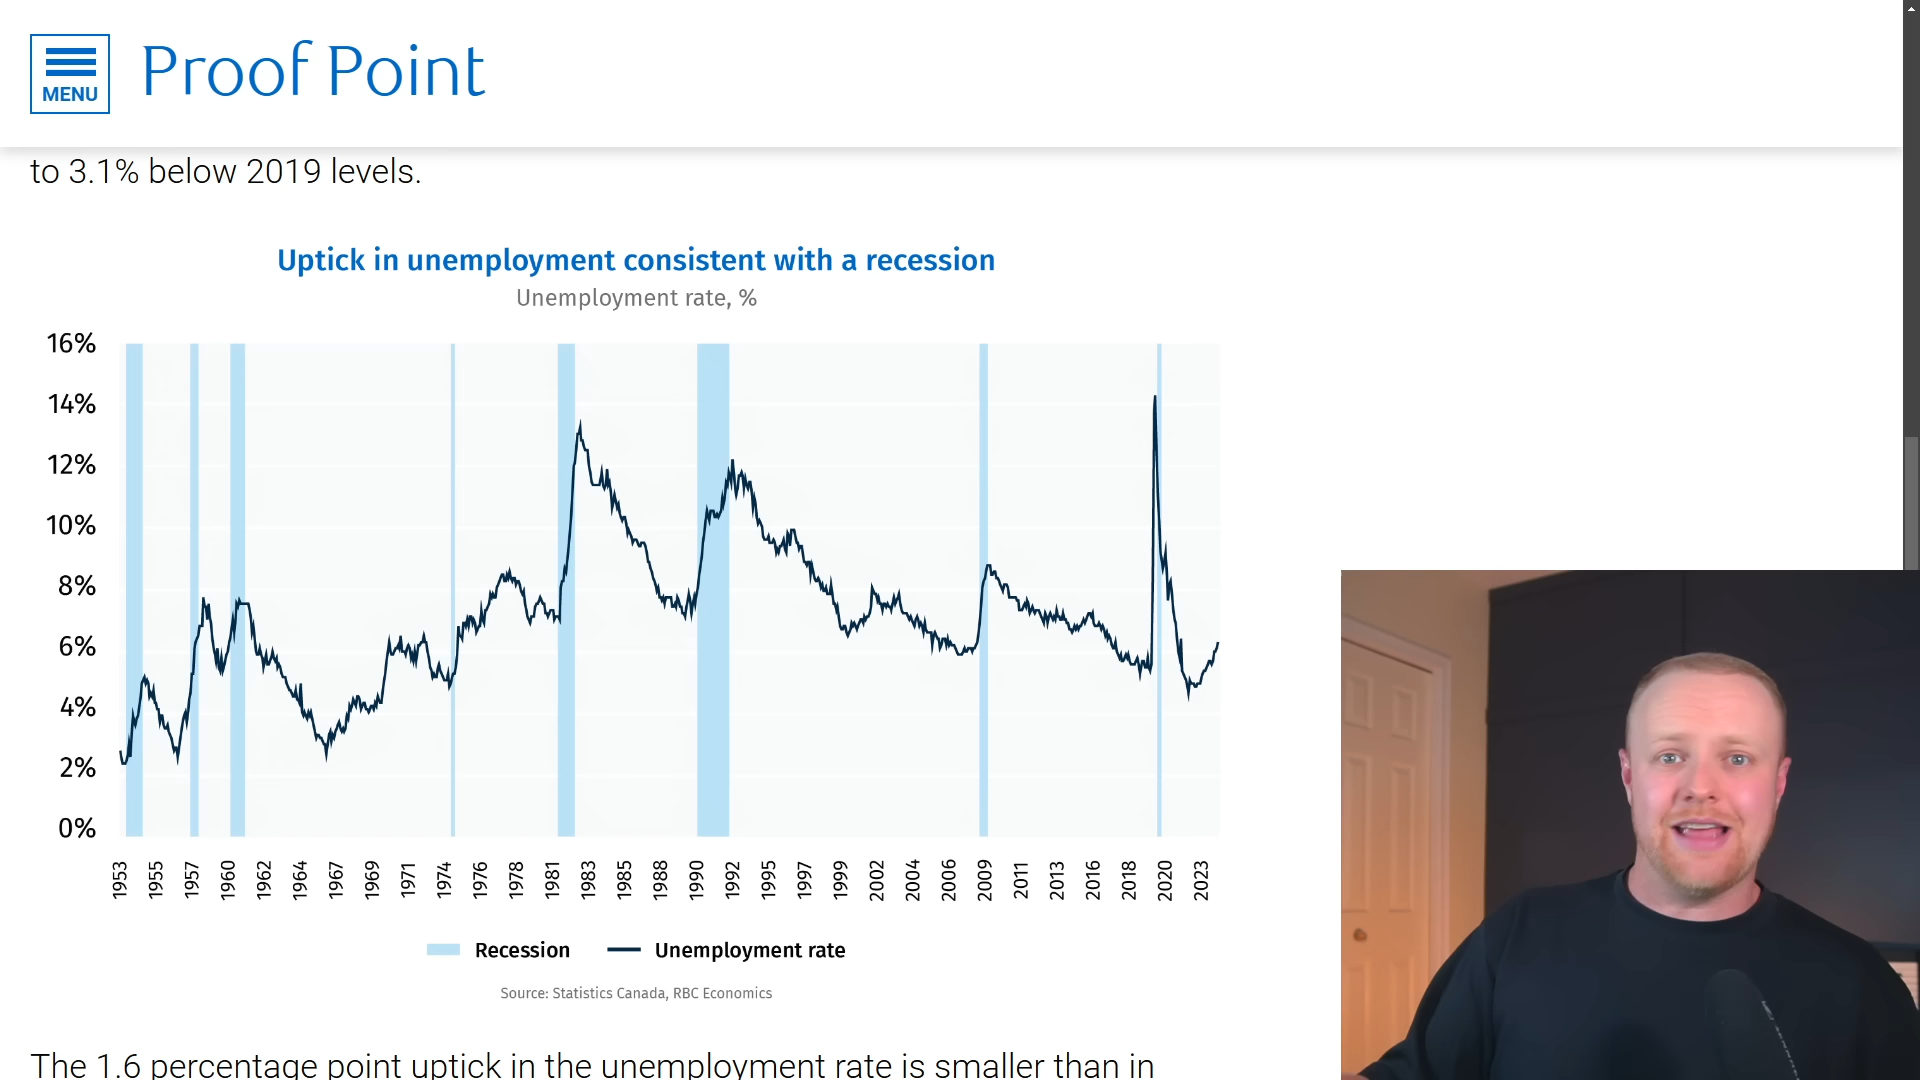 MENU
Proof Point
to 3.1% below 2019 levels.
Uptick in unemployment consistent with a recession
Unemployment rate, %
16%
14%
12%
10%
8%
6%
4%
2%
0%
1953 1955 1957 1960 1962 1964 1967 1969 1971 1974 1976 1978 1981 1983 1985 1988 1990 1992 1995 1997 1999 2002 2004 2006 2009 2011 2013 2016 2018 2020 2023
Recession Unemployment rate
Source: Statistics Canada, RBC Economics
The 1.6 percentage point uptick in the unemployment rate is smaller than in